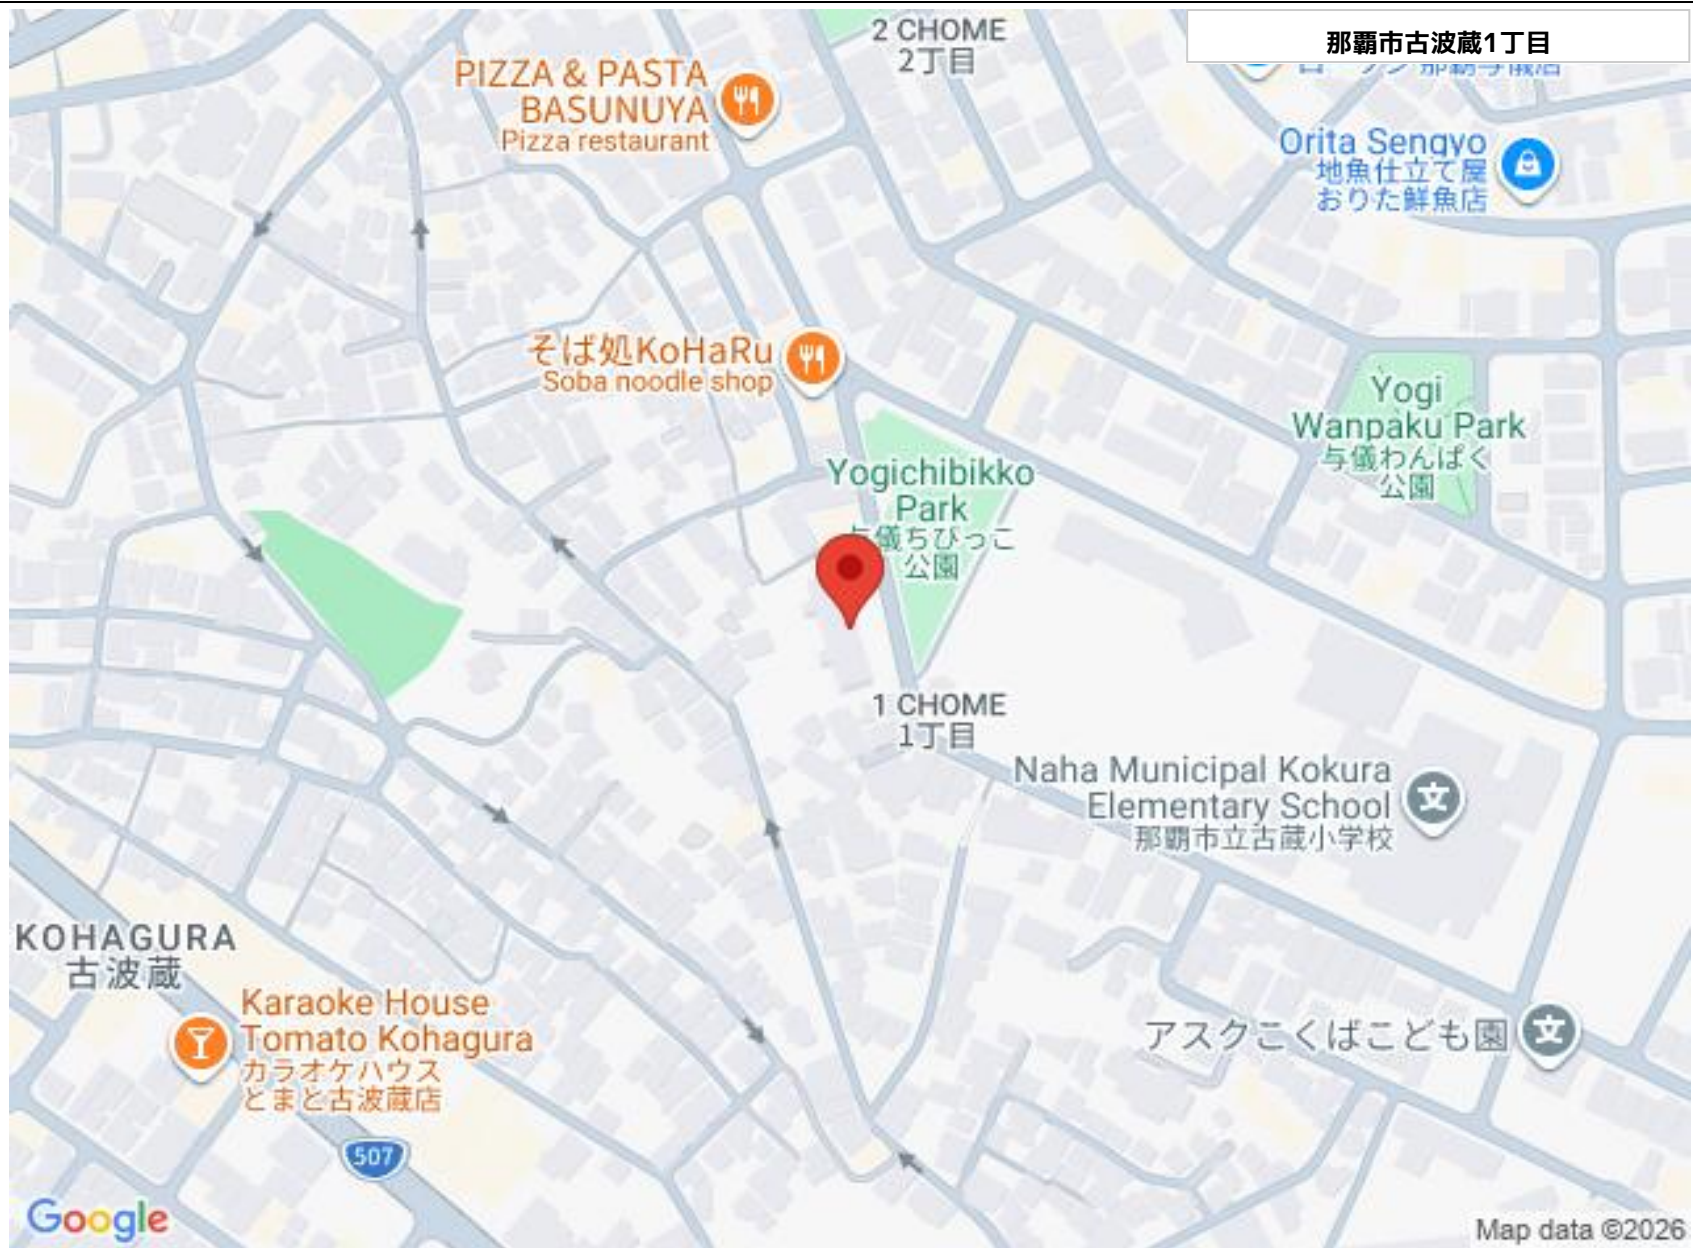 2 CHOME
2丁目
那覇市古波蔵1丁目
PIZZA & PASTA
BASUNUYA
Pizza restaurant
Orita Sengyo
地魚仕立て屋
おりた鮮魚店
そば処KoHaRu
Soba noodle shop
Yogi
Wanpaku Park
与儀わんぱく
公園
Yogichibikko
Park
儀ちびっこ
公園
1 CHOME
1丁目
Naha Municipal Kokura
Elementary School
那覇市立古蔵小学校
KOHAGURA
古波蔵
Karaoke House
Tomato Kohagura
カラオケハウス
とまと古波蔵店
アスクこくばこども園
507
Google
Map data ©2026